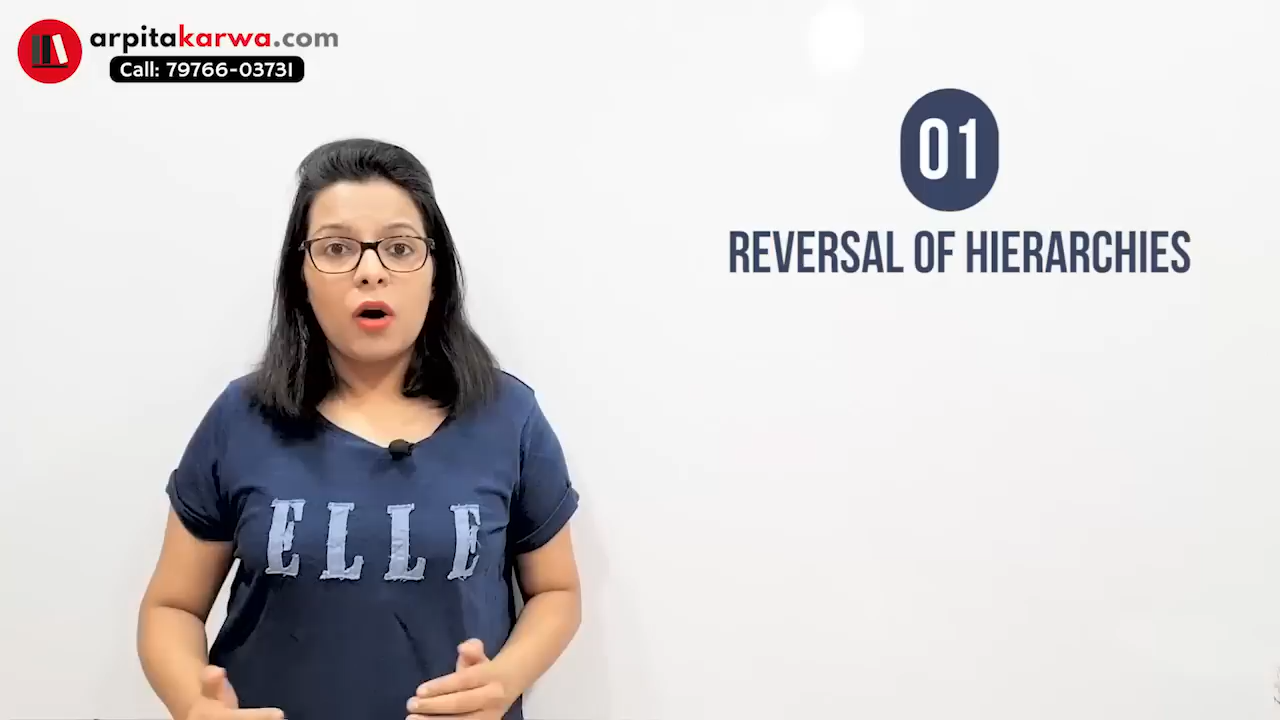 arpitakarwa.com
Call: 79766-03731
01
REVERSAL OF HIERARCHIES
ELLE